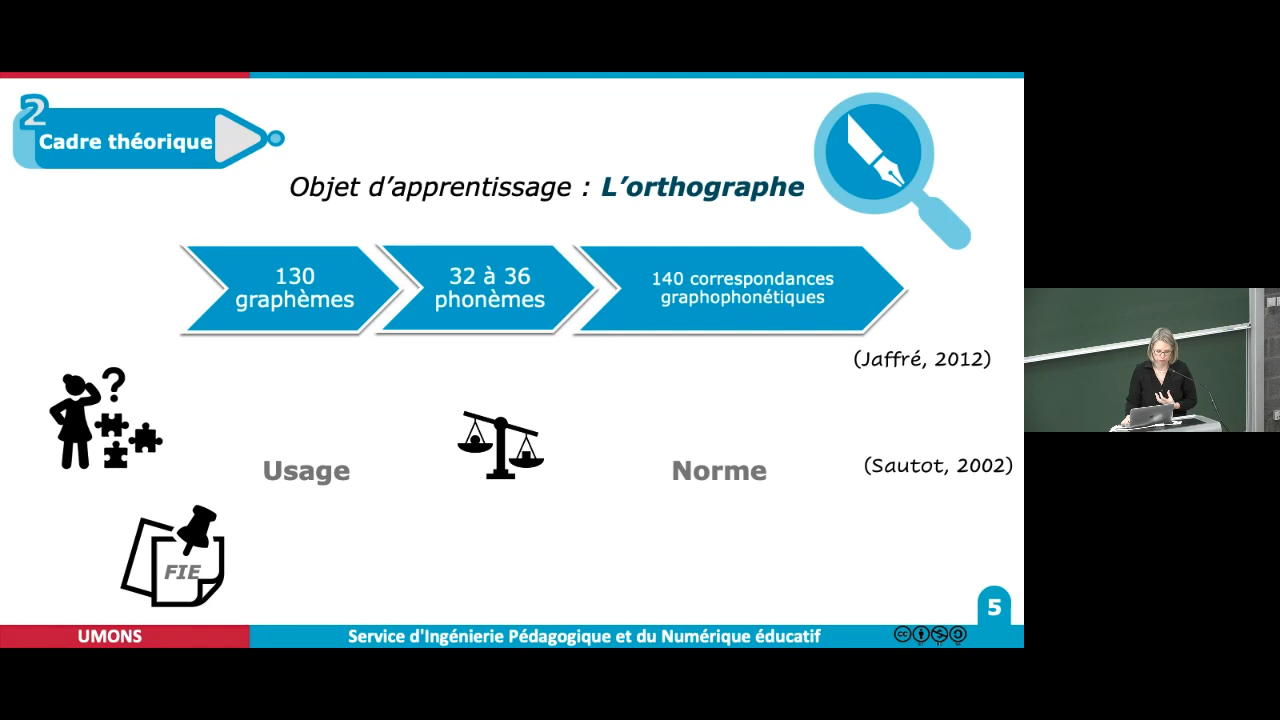 2
Cadre théorique
Objet d’apprentissage : L’orthographe
130
graphèmes
32 à 36
phonèmes
140 correspondances
graphophonétiques
(Jaffré, 2012)
?
Usage
Norme
(Sautot, 2002)
FIE
5
UMONS
Service d'Ingénierie Pédagogique et du Numérique éducatif
cc